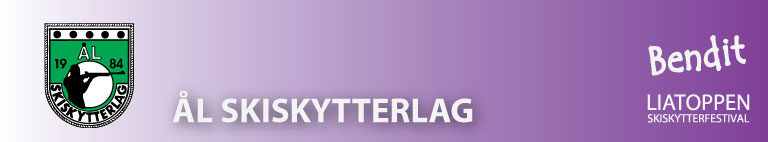 ÅL
19 84
SKISKYTTERLAG
ÅL SKISKYTTERLAG
Bendit
LIATOPPEN
SKISKYTTERFESTIVAL